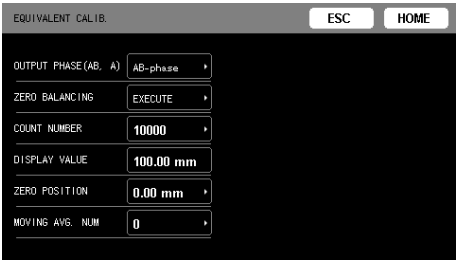 EQUIVALENT CALIB. ESC HOME
OUTPUT PHASE(AB, A) AB-phase
ZERO BALANCING EXECUTE
COUNT NUMBER 10000
DISPLAY VALUE 100.00 mm
ZERO POSITION 0.00 mm
MOVING AVG. NUM 0